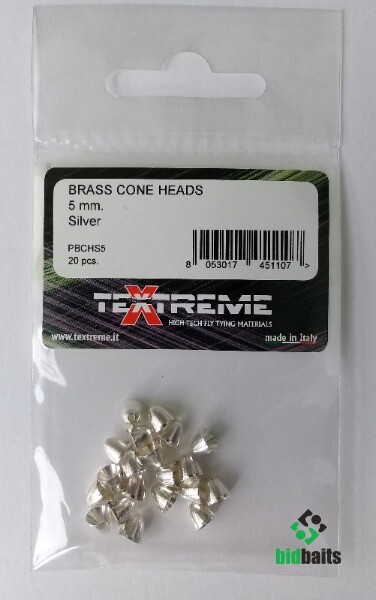 BRASS CONE HEADS
5 mm.
Silver
PBCHS5
20 pcs.
8 053017 451107 >
TEXTREME
HIGH TECH FLY TYING MATERIALS
www.textreme.it made in Italy
bidbaits